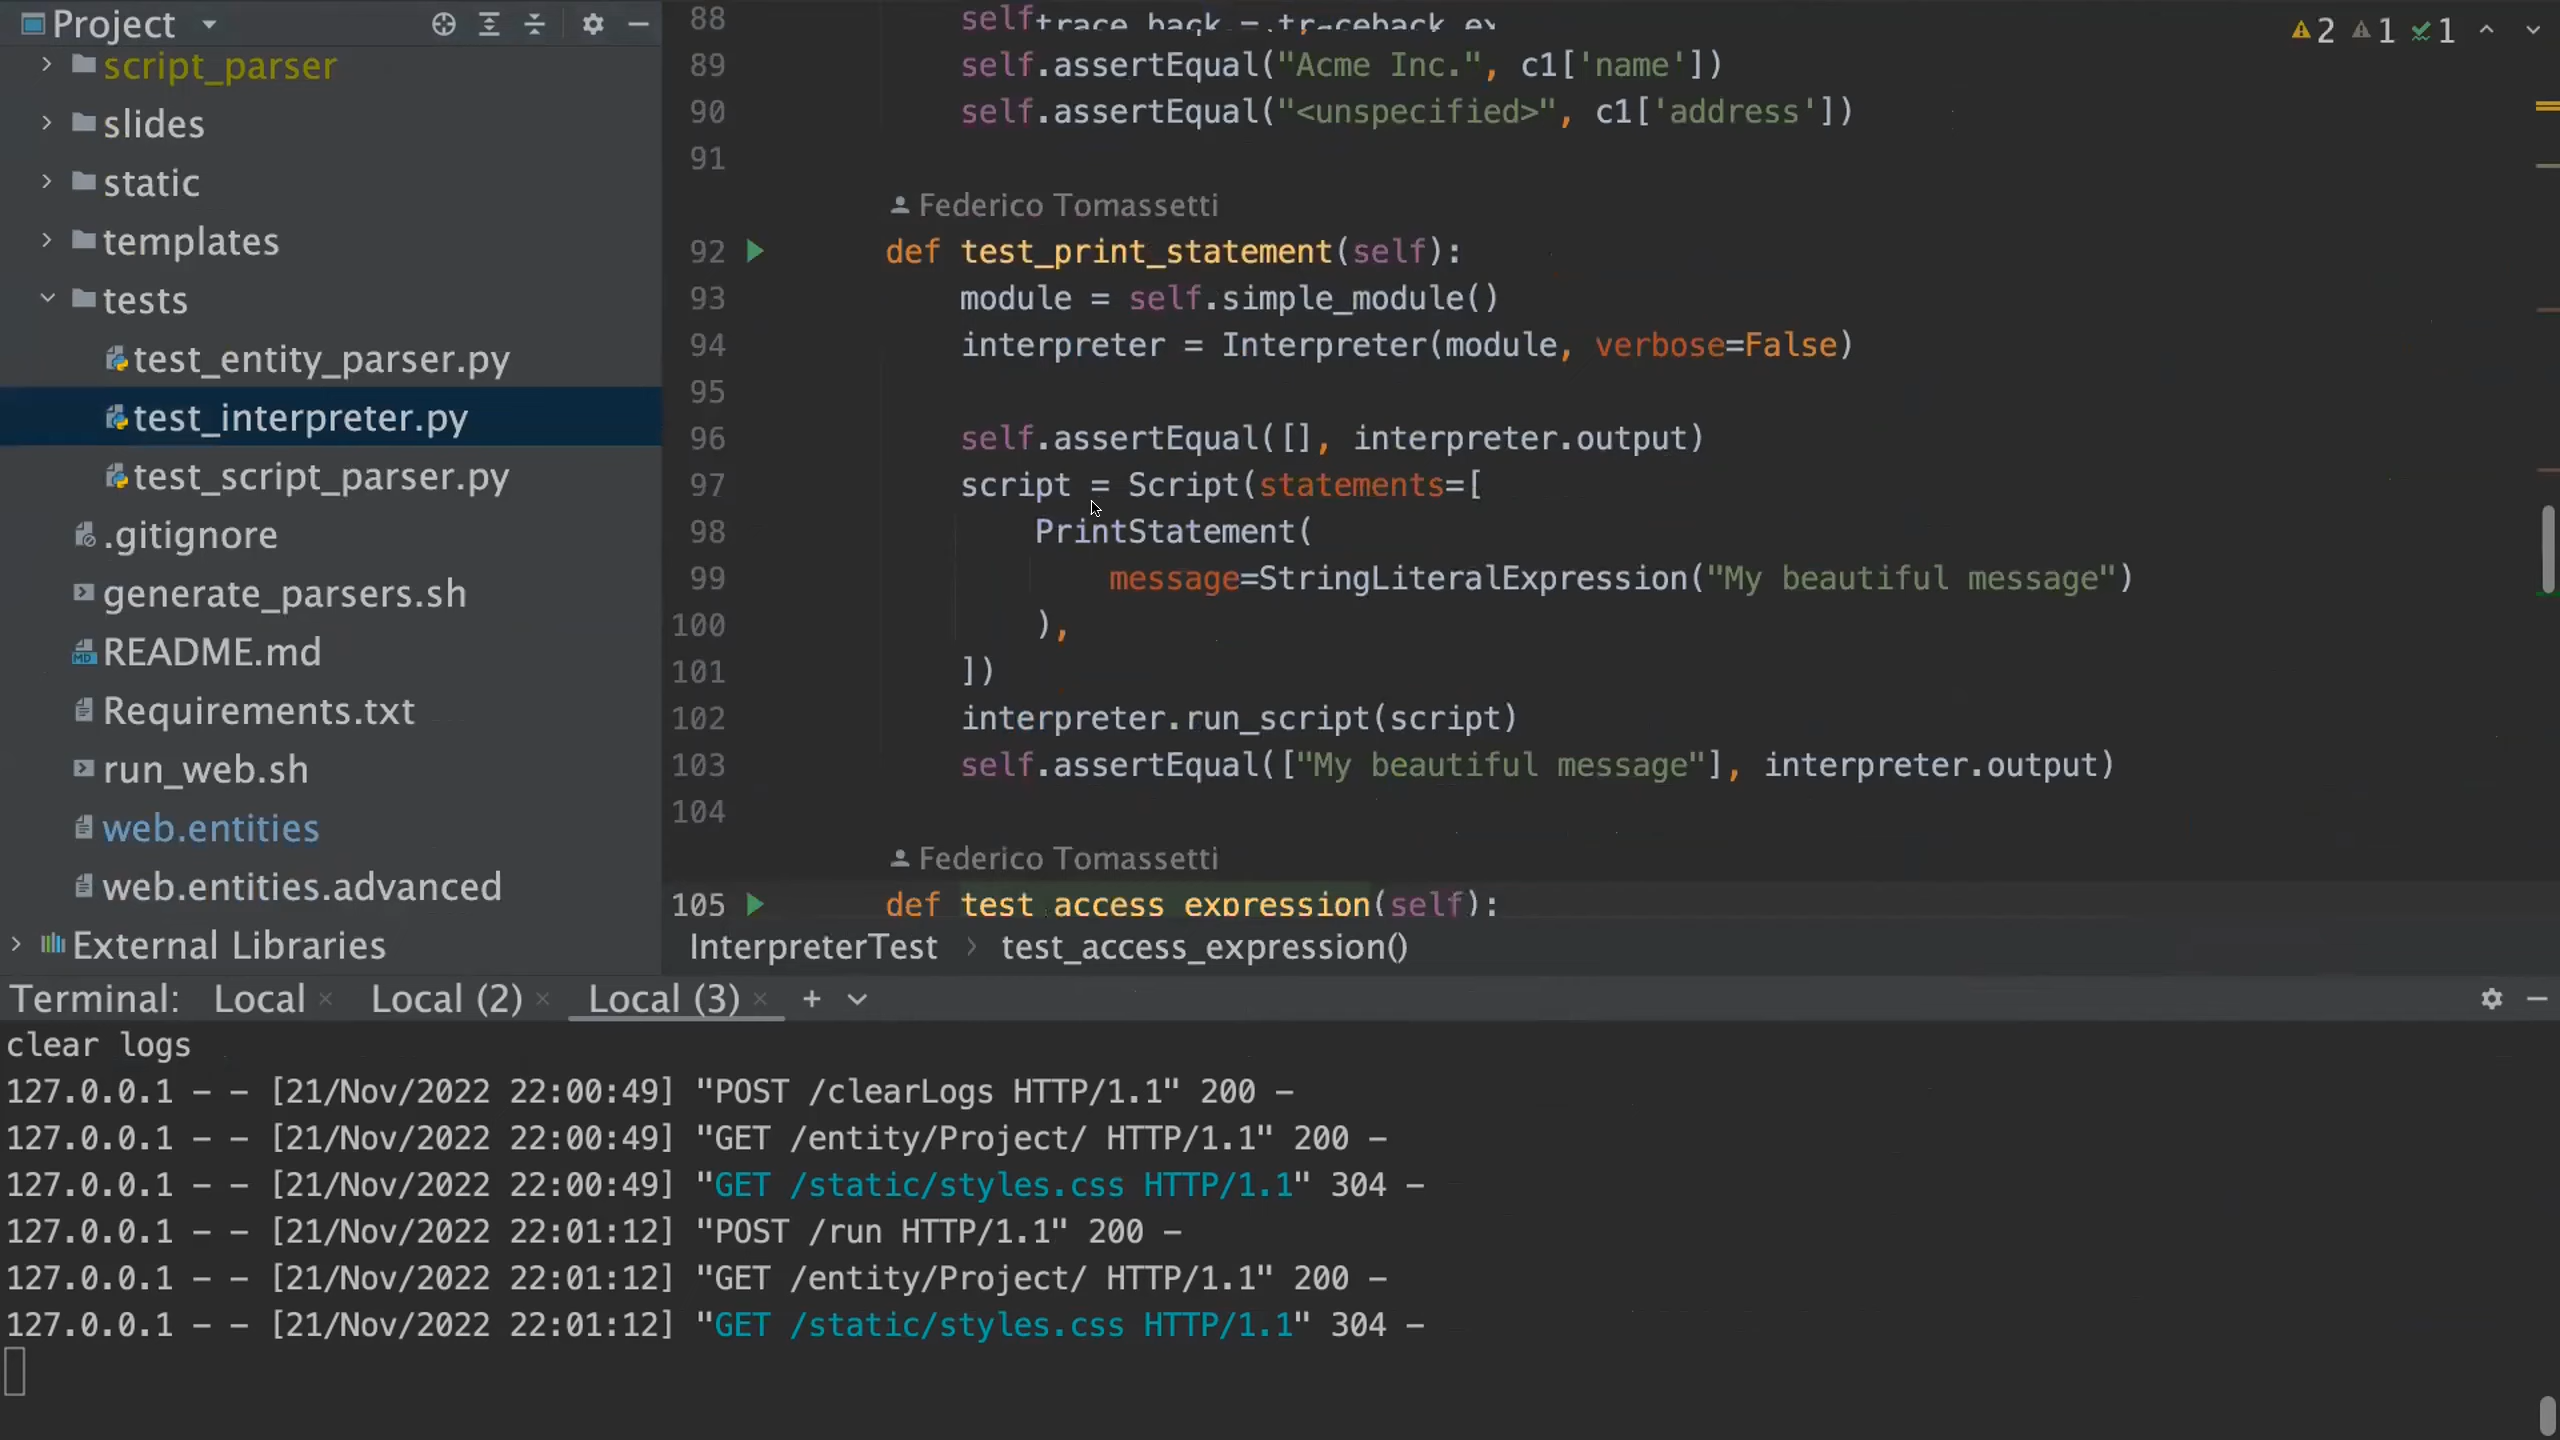 Project
script_parser
slides
static
templates
tests
test_entity_parser.py
test_interpreter.py
test_script_parser.py
.gitignore
generate_parsers.sh
README.md
Requirements.txt
run_web.sh
web.entities
web.entities.advanced
External Libraries
2 1 1
88 self
89 self.assertEqual("Acme Inc.", c1['name'])
90 self.assertEqual("<unspecified>", c1['address'])
91
Federico Tomassetti
92 def test_print_statement(self):
93 module = self.simple_module()
94 interpreter = Interpreter(module, verbose=False)
95
96 self.assertEqual([], interpreter.output)
97 script = Script(statements=[
98 PrintStatement(
99 message=StringLiteralExpression("My beautiful message")
100 ),
101 ])
102 interpreter.run_script(script)
103 self.assertEqual(["My beautiful message"], interpreter.output)
104
Federico Tomassetti
105 def test_access_expression(self):
InterpreterTest › test_access_expression()
Terminal: Local × Local (2) × Local (3) × +
clear logs
127.0.0.1 - - [21/Nov/2022 22:00:49] "POST /clearLogs HTTP/1.1" 200 -
127.0.0.1 - - [21/Nov/2022 22:00:49] "GET /entity/Project/ HTTP/1.1" 200 -
127.0.0.1 - - [21/Nov/2022 22:00:49] "GET /static/styles.css HTTP/1.1" 304 -
127.0.0.1 - - [21/Nov/2022 22:01:12] "POST /run HTTP/1.1" 200 -
127.0.0.1 - - [21/Nov/2022 22:01:12] "GET /entity/Project/ HTTP/1.1" 200 -
127.0.0.1 - - [21/Nov/2022 22:01:12] "GET /static/styles.css HTTP/1.1" 304 -